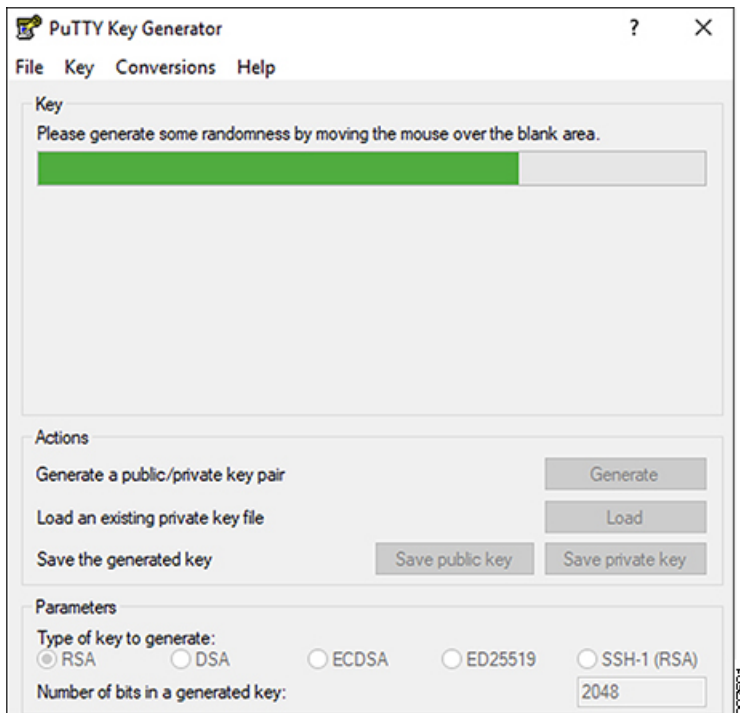 PuTTY Key Generator ? ×
File Key Conversions Help
Key
Please generate some randomness by moving the mouse over the blank area.
Actions
Generate a public/private key pair Generate
Load an existing private key file Load
Save the generated key Save public key Save private key
Parameters
Type of key to generate:
RSA DSA ECDSA ED25519 SSH-1 (RSA)
Number of bits in a generated key: 2048